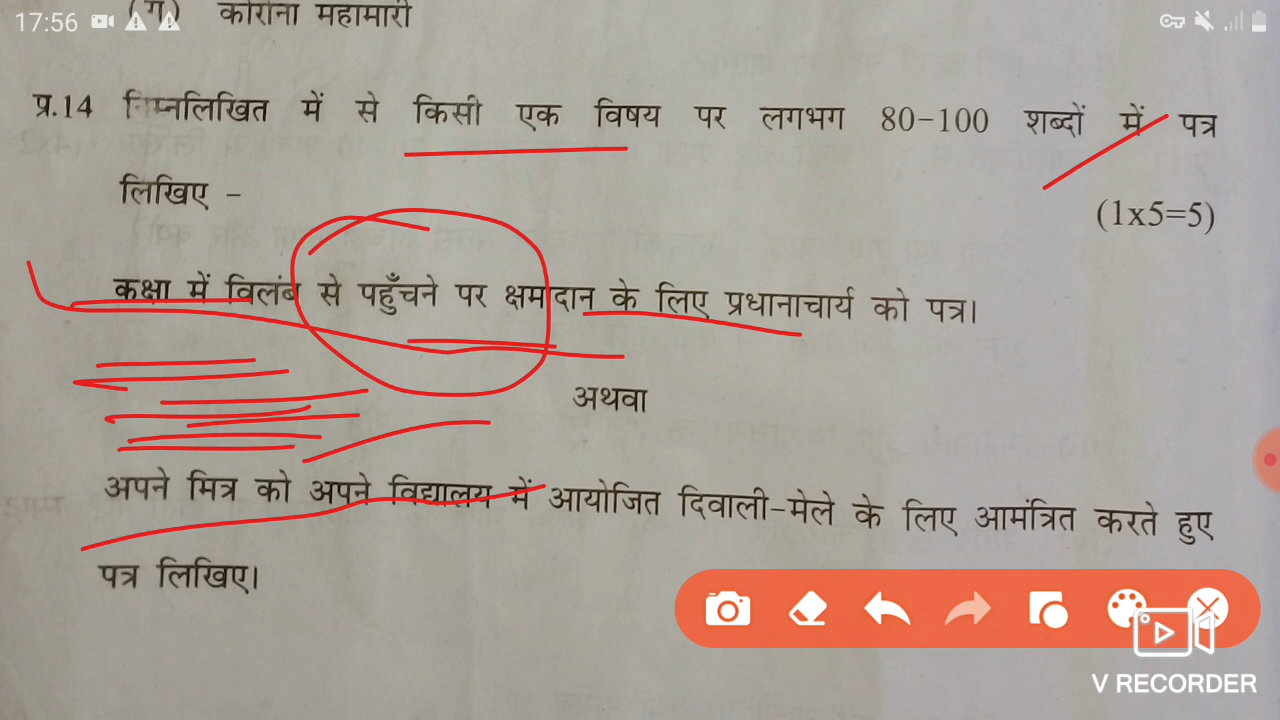 17:56
(ग) कोरोना महामारी
प्र.14 निम्नलिखित में से किसी एक विषय पर लगभग 80-100 शब्दों में पत्र
लिखिए -
(1x5=5)
कक्षा में विलंब से पहुँचने पर क्षमादान के लिए प्रधानाचार्य को पत्र।
अथवा
अपने मित्र को अपने विद्यालय में आयोजित दिवाली-मेले के लिए आमंत्रित करते हुए
पत्र लिखिए।
V RECORDER